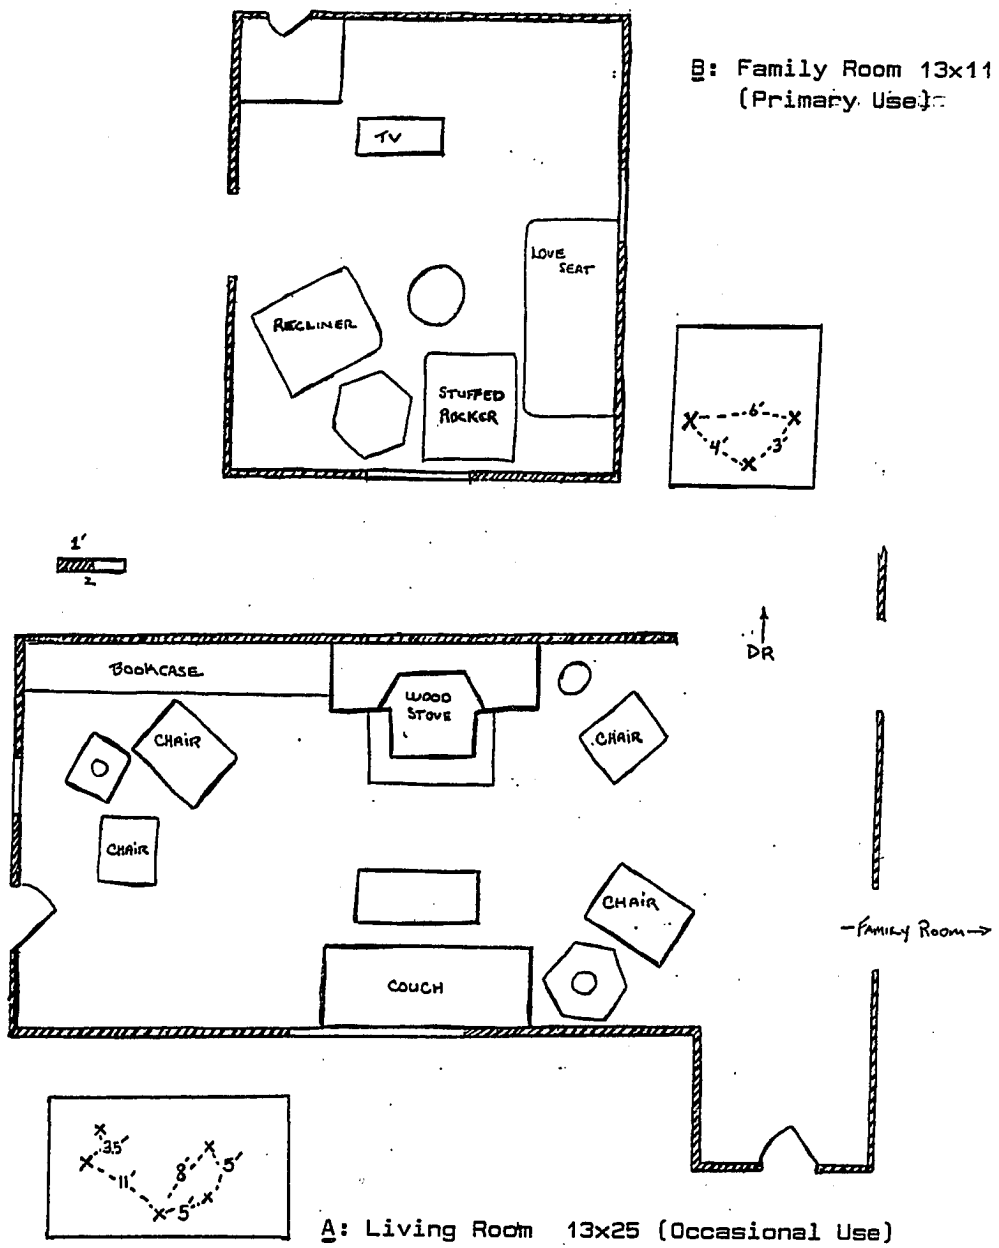 B: Family Room 13x11
(Primary Use)
TV
LOVE
SEAT
RECLINER
STUFFED
ROCKER
6'
4'
3'
1'
2
DR
BOOKCASE
WOOD
STOVE
CHAIR
CHAIR
CHAIR
CHAIR
FAMILY ROOM
COUCH
3.5'
11'
8'
5'
5'
A: Living Room 13x25 (Occasional Use)